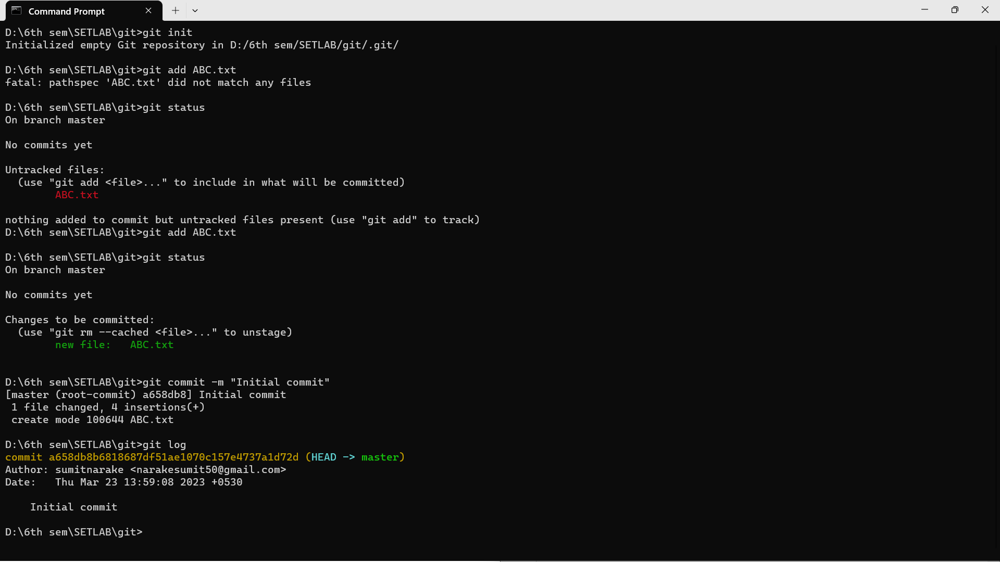 Command Prompt
D:\6th sem\SETLAB\git>git init
Initialized empty Git repository in D:/6th sem/SETLAB/git/.git/
D:\6th sem\SETLAB\git>git add ABC.txt
fatal: pathspec 'ABC.txt' did not match any files
D:\6th sem\SETLAB\git>git status
On branch master
No commits yet
Untracked files:
  (use "git add <file>..." to include in what will be committed)
        ABC.txt
nothing added to commit but untracked files present (use "git add" to track)
D:\6th sem\SETLAB\git>git add ABC.txt
D:\6th sem\SETLAB\git>git status
On branch master
No commits yet
Changes to be committed:
  (use "git rm --cached <file>..." to unstage)
        new file:   ABC.txt
D:\6th sem\SETLAB\git>git commit -m "Initial commit"
[master (root-commit) a658db8] Initial commit
 1 file changed, 4 insertions(+)
 create mode 100644 ABC.txt
D:\6th sem\SETLAB\git>git log
commit a658db8b6818687df51ae1070c157e4737a1d72d (HEAD -> master)
Author: sumitnarake <narakesumit50@gmail.com>
Date:   Thu Mar 23 13:59:08 2023 +0530
    Initial commit
D:\6th sem\SETLAB\git>